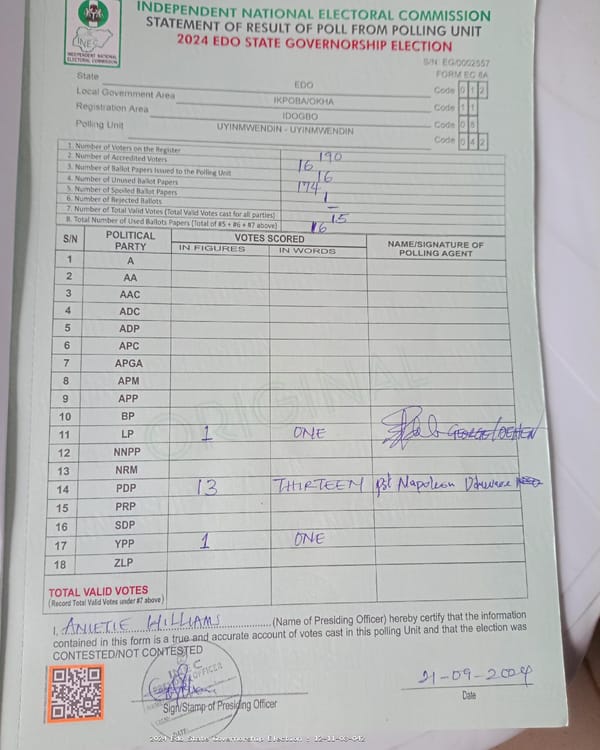 INDEPENDENT NATIONAL ELECTORAL COMMISSION
STATEMENT OF RESULT OF POLL FROM POLLING UNIT
2024 EDO STATE GOVERNORSHIP ELECTION
INEC
INDEPENDENT NATIONAL ELECTORAL COMMISSION
S/N EG/0002557
FORM EC 8A
State EDO Code 0 1 2
Local Government Area IKPOBA/OKHA Code 1 1
Registration Area IDOGBO Code 0 8
Polling Unit UYINMWENDIN - UYINMWENDIN Code 0 4 2
1. Number of Voters on the Register 190
2. Number of Accredited Voters 16
3. Number of Ballot Papers Issued to the Polling Unit
4. Number of Unused Ballot Papers 174
5. Number of Spoiled Ballot Papers 1
6. Number of Rejected Ballots –
7. Number of Total Valid Votes (Total Valid Votes cast for all parties) 15
8. Total Number of Used Ballots Papers (Total of #5 + #6 + #7 above) 16
S/N POLITICAL PARTY VOTES SCORED NAME/SIGNATURE OF POLLING AGENT
IN FIGURES IN WORDS
1 A
2 AA
3 AAC
4 ADC
5 ADP
6 APC
7 APGA
8 APM
9 APP
10 BP
11 LP 1 ONE GEORGE
12 NNPP
13 NRM
14 PDP 13 THIRTEEN Pst Napoleon
15 PRP
16 SDP
17 YPP 1 ONE
18 ZLP
ORIGINAL
TOTAL VALID VOTES
(Record Total Valid Votes under #7 above)
I, ANIETIE WILLIAMS (Name of Presiding Officer) hereby certify that the information
contained in this form is a true and accurate account of votes cast in this polling Unit and that the election was
CONTESTED/NOT CONTESTED
Sign/Stamp of Presiding Officer
21-09-2024
Date
2024 Edo State Governorship Election : 12-11-08-042